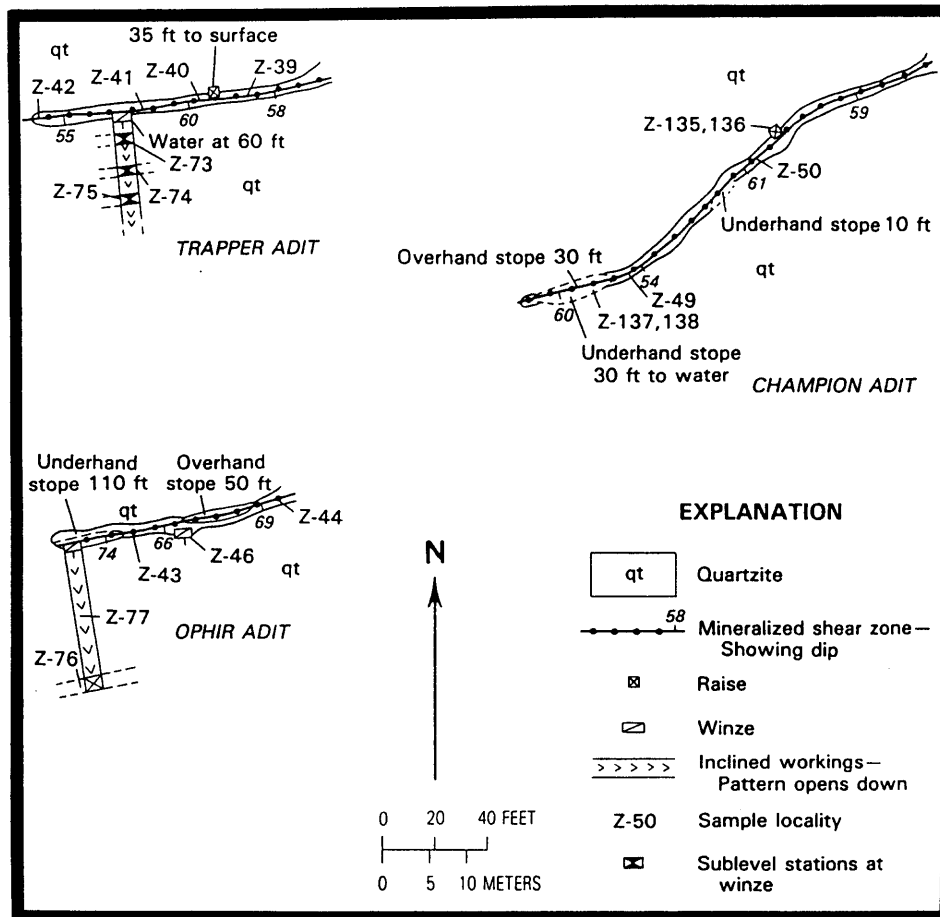 35 ft to surface
qt
Z-42
Z-41
Z-40
Z-39
55
60
58
Water at 60 ft
Z-73
Z-74
Z-75
qt
TRAPPER ADIT
qt
59
Z-135,136
Z-50
61
Underhand stope 10 ft
Overhand stope 30 ft
qt
54
Z-49
60
Z-137,138
Underhand stope
30 ft to water
CHAMPION ADIT
Underhand
stope 110 ft
Overhand
stope 50 ft
qt
69
Z-44
74
66
Z-43
Z-46
qt
Z-77
OPHIR ADIT
Z-76
N
0 20 40 FEET
0 5 10 METERS
EXPLANATION
qt Quartzite
58 Mineralized shear zone—
Showing dip
Raise
Winze
Inclined workings—
Pattern opens down
Z-50 Sample locality
Sublevel stations at
winze